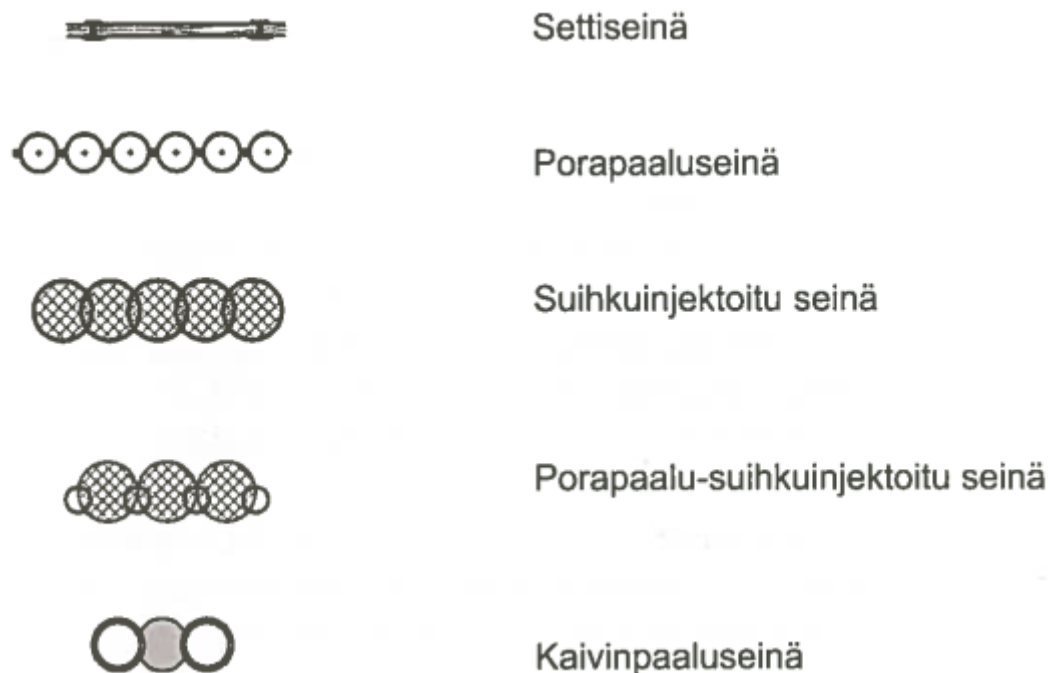 Settiseinä
Porapaaluseinä
Suihkuinjektoitu seinä
Porapaalu-suihkuinjektoitu seinä
Kaivinpaaluseinä